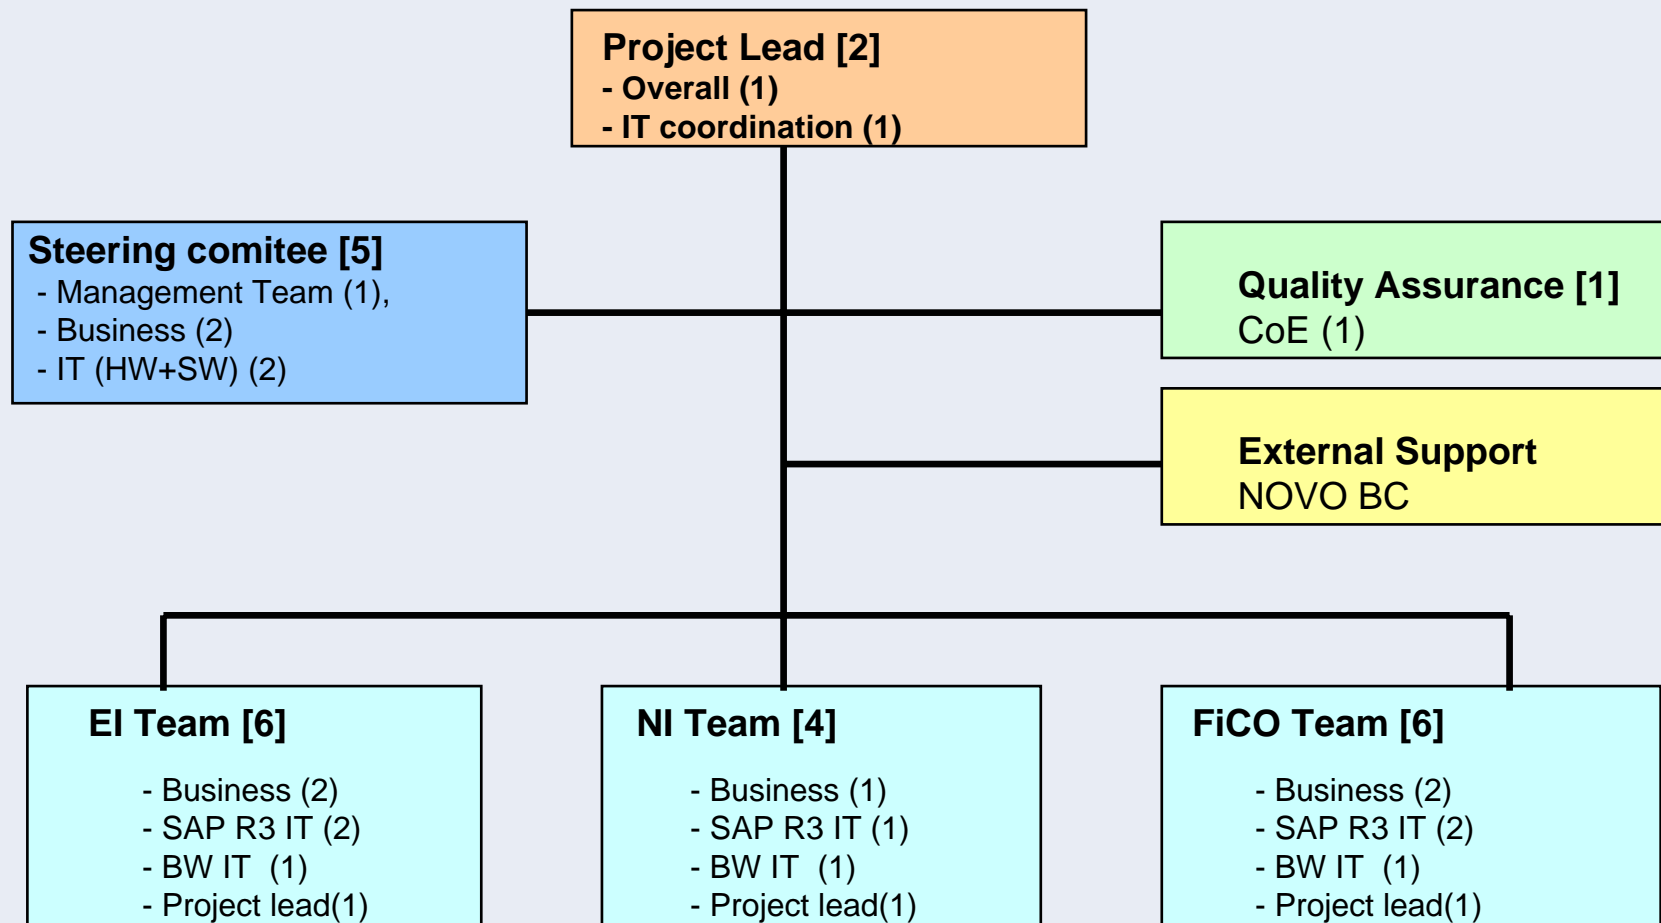 Project Lead [2]
- Overall (1)
- IT coordination (1)
Steering comitee [5]
- Management Team (1),
- Business (2)
- IT (HW+SW) (2)
Quality Assurance [1]
CoE (1)
External Support
NOVO BC
EI Team [6]
- Business (2)
- SAP R3 IT (2)
- BW IT (1)
- Project lead(1)
NI Team [4]
- Business (1)
- SAP R3 IT (1)
- BW IT (1)
- Project lead(1)
FiCO Team [6]
- Business (2)
- SAP R3 IT (2)
- BW IT (1)
- Project lead(1)